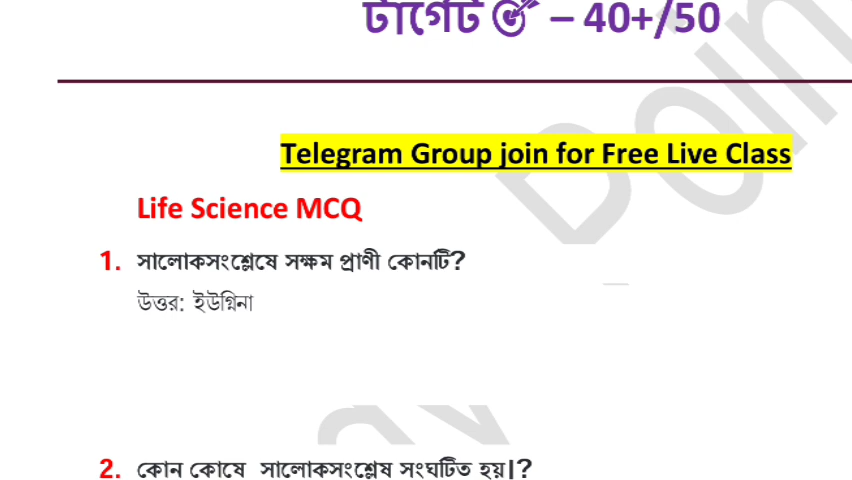 টার্গেট 🎯 – 40+/50
Telegram Group join for Free Live Class
Life Science MCQ
1. সালোকসংশ্লেষে সক্ষম প্রাণী কোনটি?
উত্তর: ইউগ্লিনা
2. কোন কোষে সালোকসংশ্লেষ সংঘটিত হয়।?